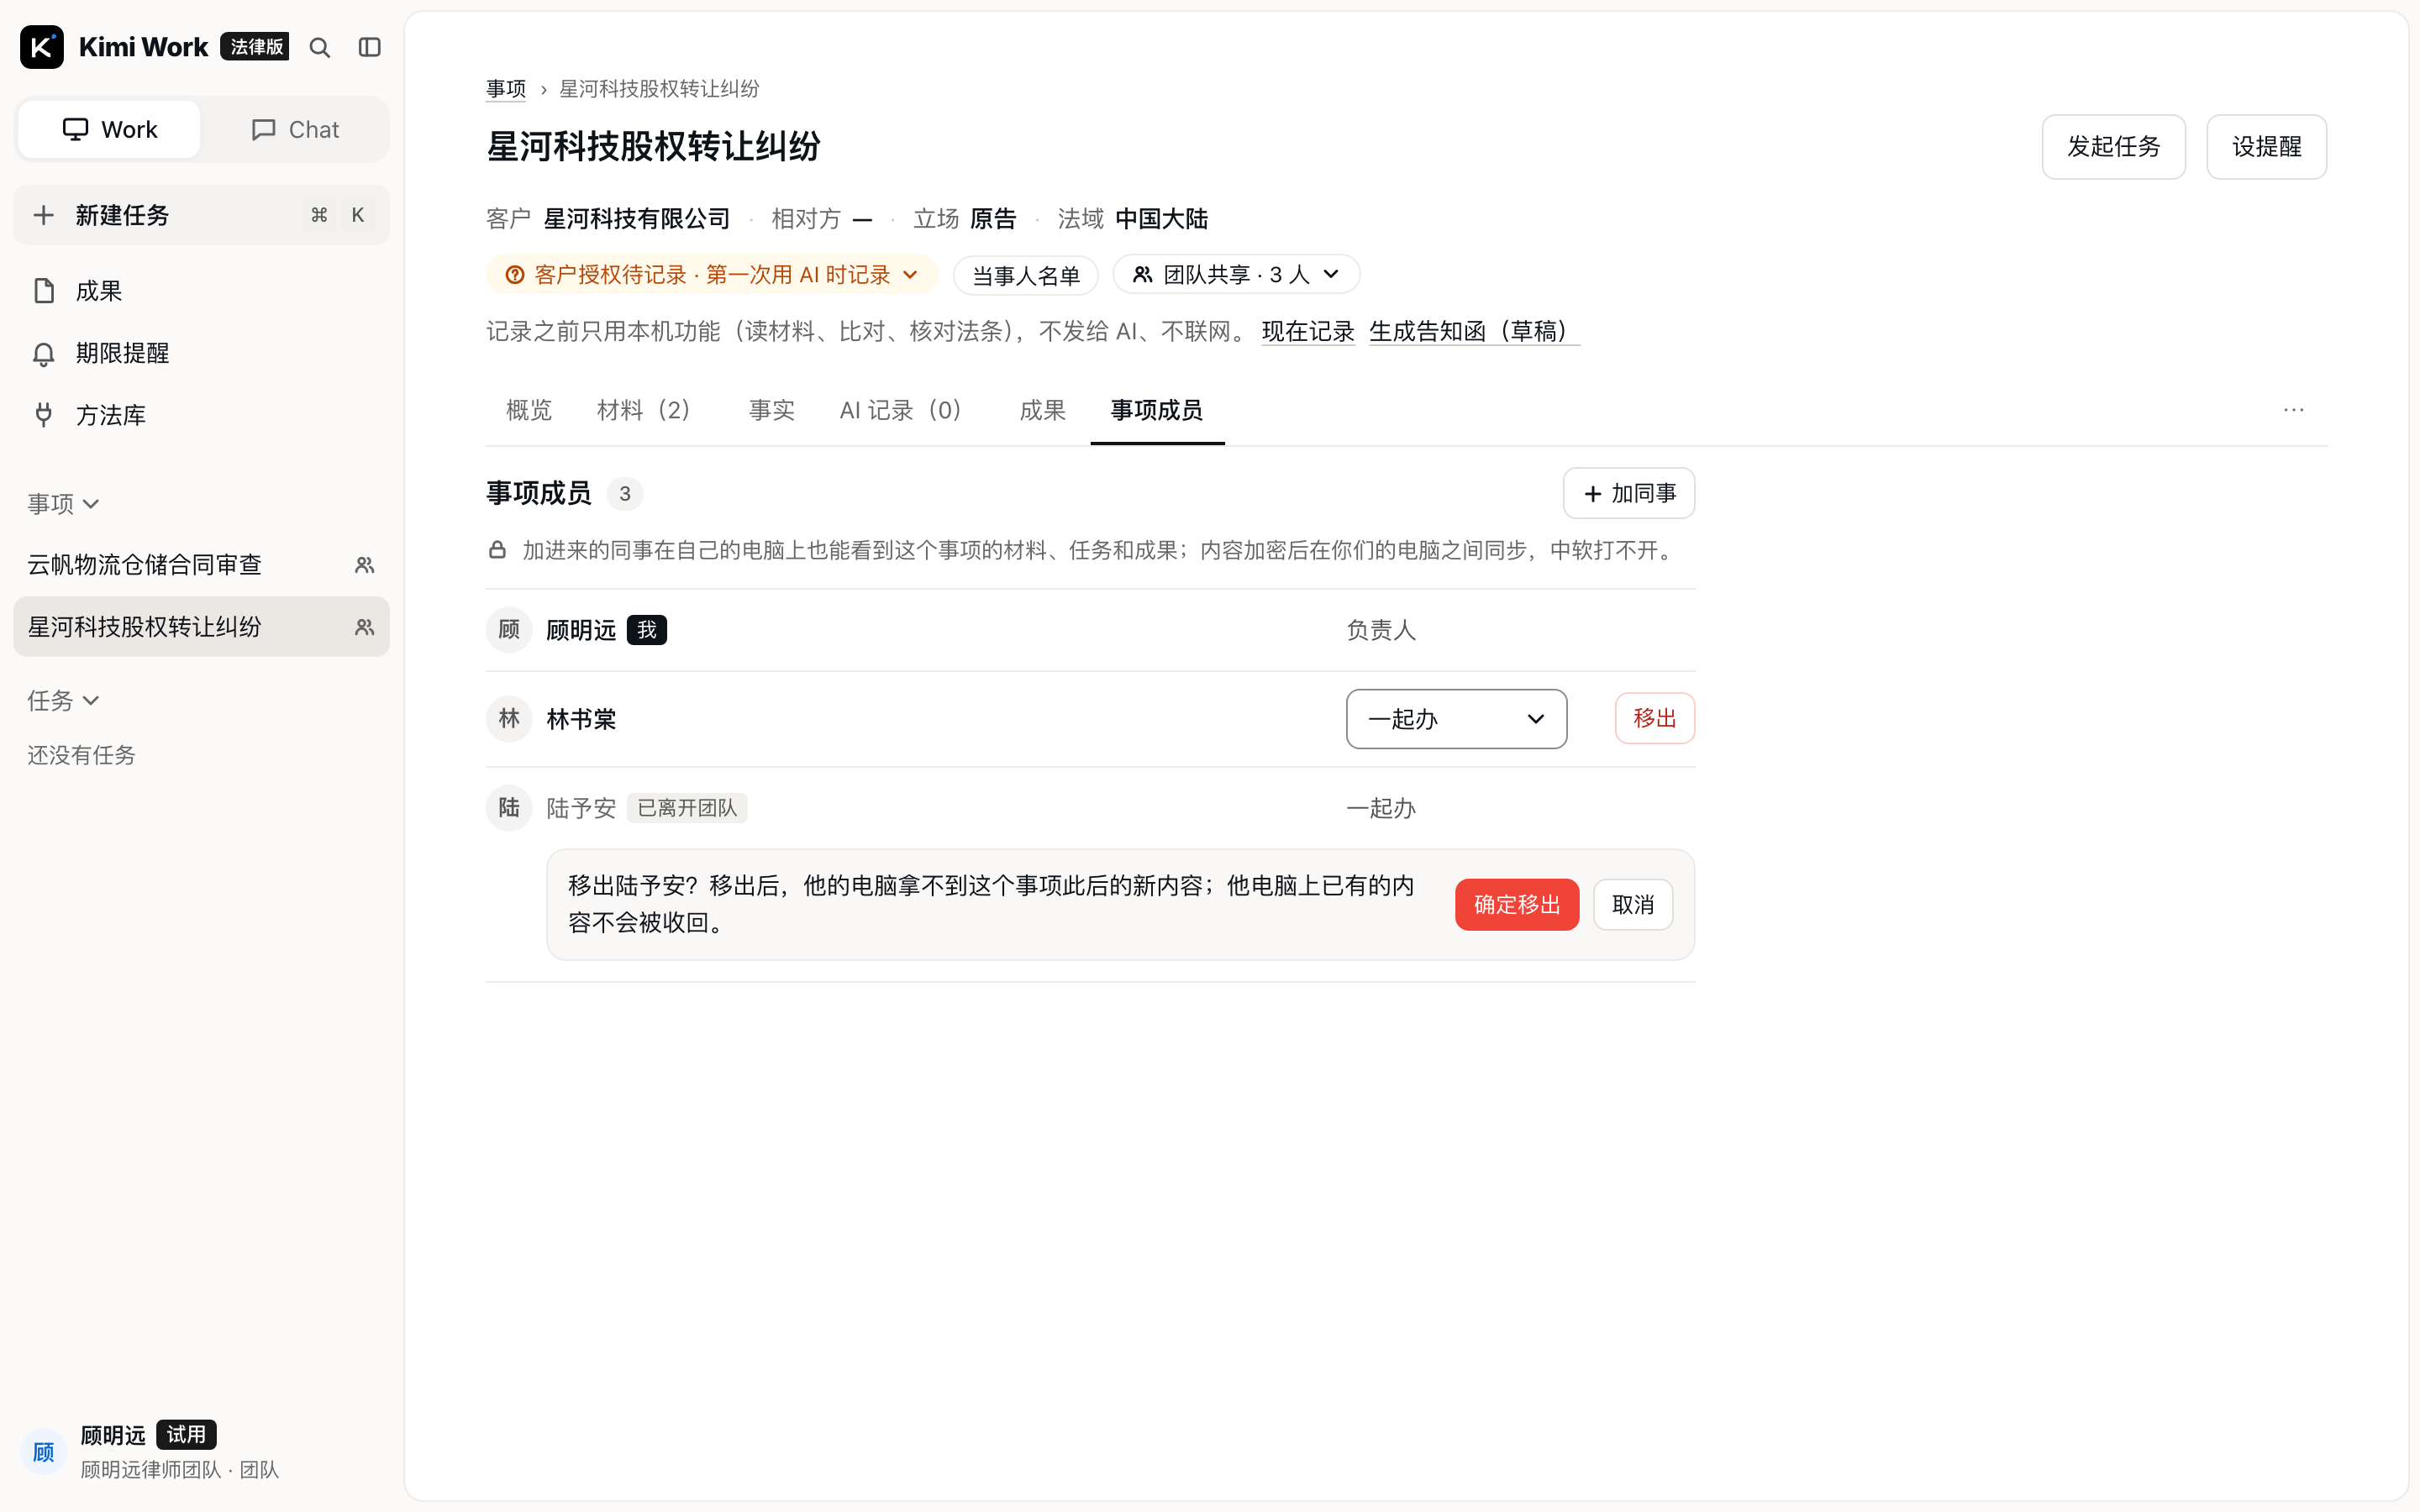 Kimi Work 法律版
Work
Chat
新建任务 ⌘ K
成果
期限提醒
方法库
事项
云帆物流仓储合同审查
星河科技股权转让纠纷
任务
还没有任务
顾
顾明远 试用
顾明远律师团队 · 团队
事项 › 星河科技股权转让纠纷
星河科技股权转让纠纷
发起任务
设提醒
客户 星河科技有限公司 · 相对方 — · 立场 原告 · 法域 中国大陆
客户授权待记录 · 第一次用 AI 时记录
当事人名单
团队共享 · 3 人
记录之前只用本机功能（读材料、比对、核对法条），不发给 AI、不联网。 现在记录 生成告知函（草稿）
概览 材料（2） 事实 AI 记录（0） 成果 事项成员 ···
事项成员 3
+ 加同事
加进来的同事在自己的电脑上也能看到这个事项的材料、任务和成果；内容加密后在你们的电脑之间同步，中软打不开。
顾 顾明远 我 负责人
林 林书棠 一起办 移出
陆 陆予安 已离开团队 一起办
移出陆予安？移出后，他的电脑拿不到这个事项此后的新内容；他电脑上已有的内
容不会被收回。
确定移出
取消